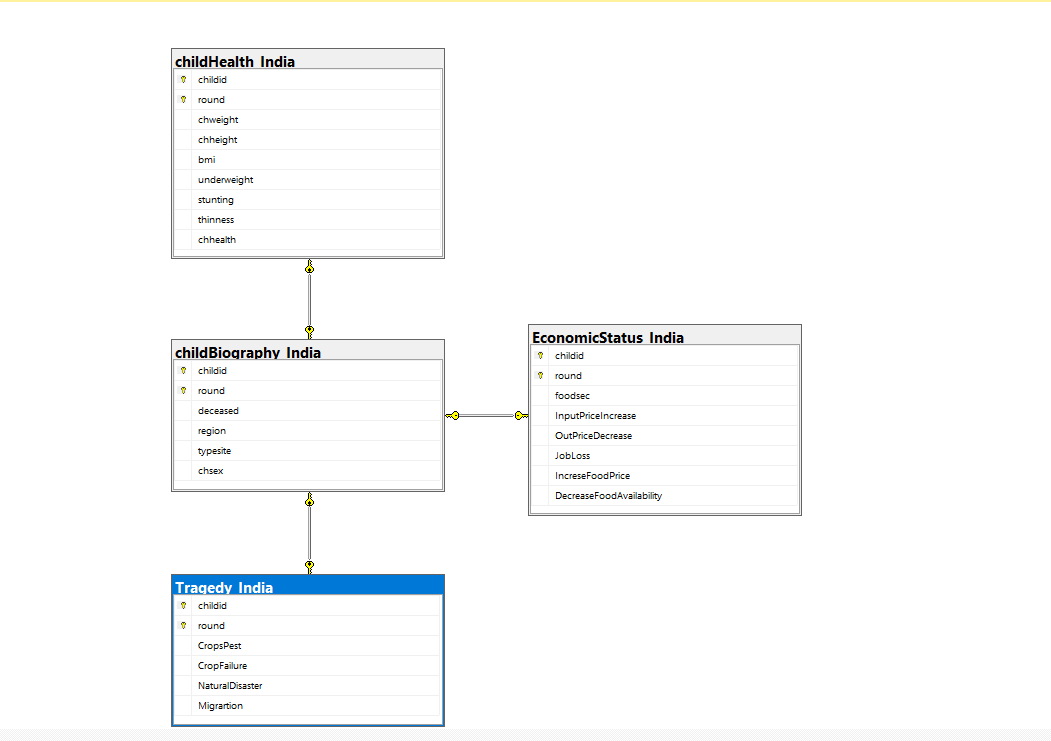 childHealth_India
childid
round
chweight
chheight
bmi
underweight
stunting
thinness
chhealth
childBiography_India
childid
round
deceased
region
typesite
chsex
EconomicStatus_India
childid
round
foodsec
InputPriceIncrease
OutPriceDecrease
JobLoss
IncreseFoodPrice
DecreaseFoodAvailability
Tragedy_India
childid
round
CropsPest
CropFailure
NaturalDisaster
Migrartion